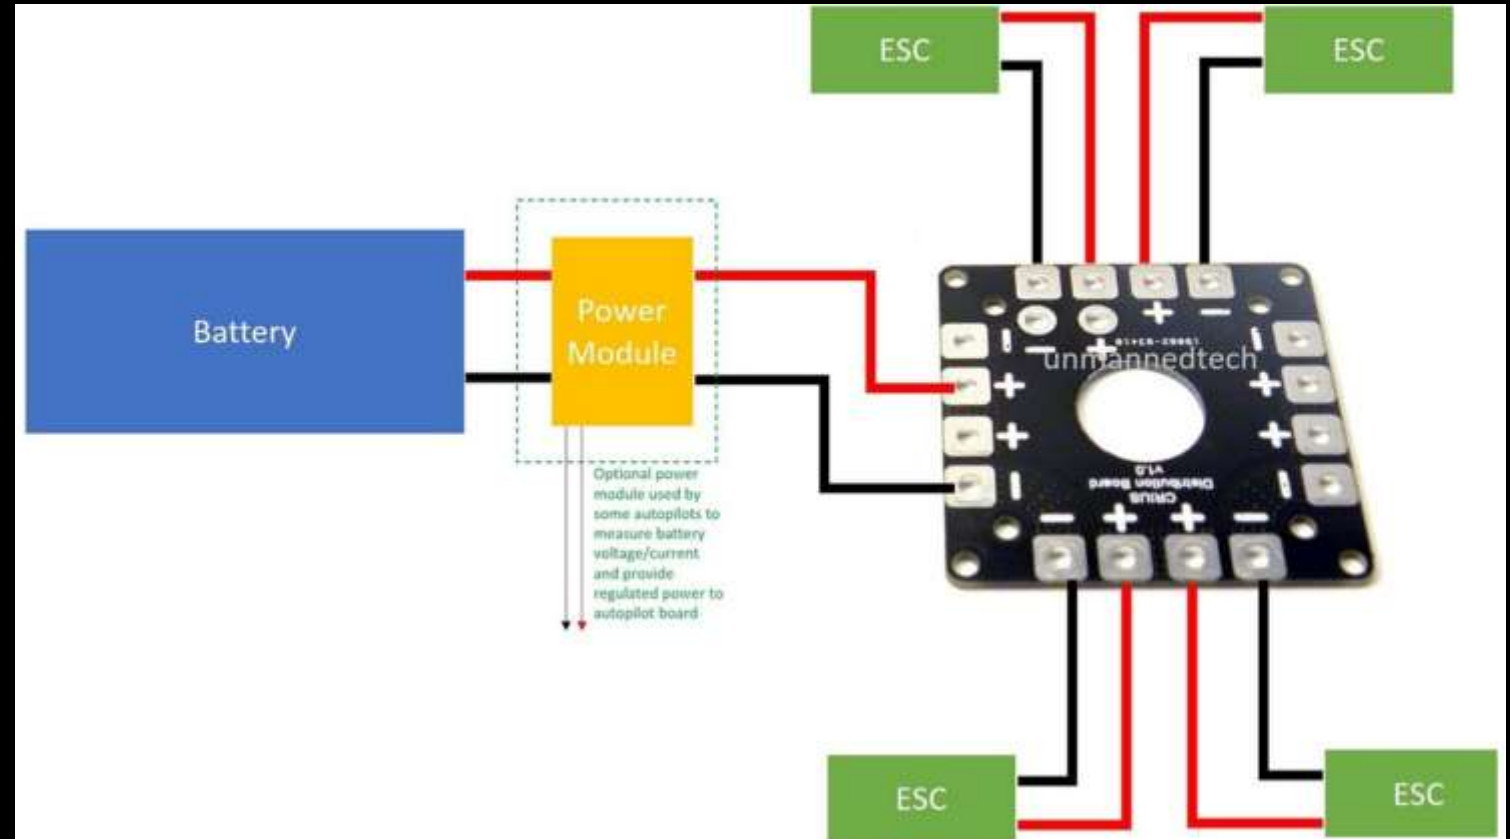 ESC
ESC
Battery
Power
Module
Optional power
module used by
some autopilots to
measure battery
voltage/current
and provide
regulated power to
autopilot board
+
−
−
+
unmannedtech
−
+
+
−
−
+
+
−
CRIUS
Distribution Board
v1.0
−
+
+
−
ESC
ESC